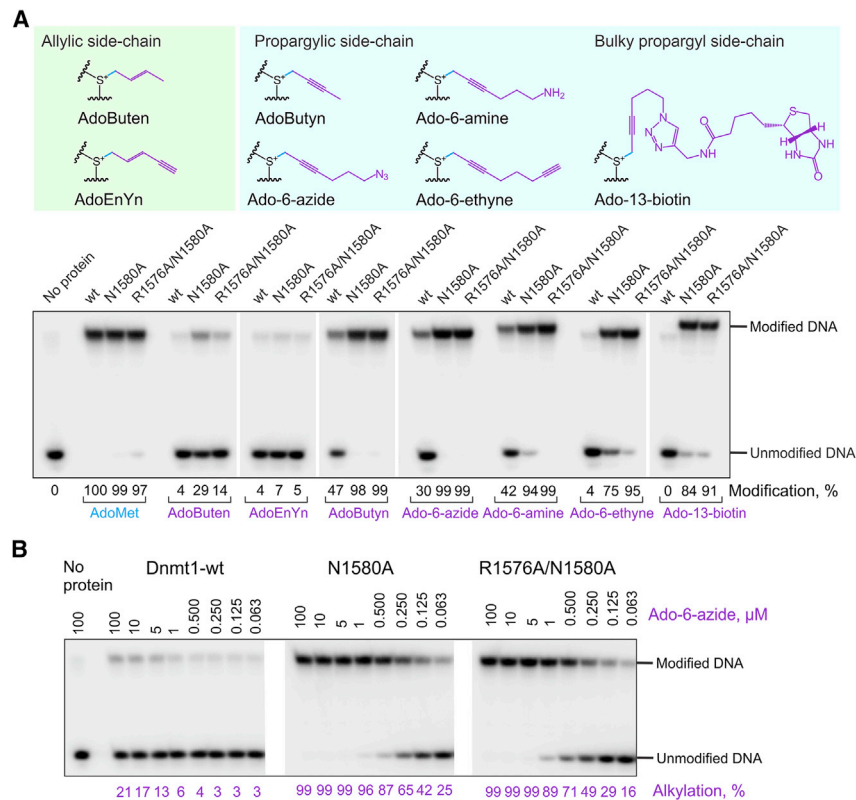 A
Allylic side-chain
Propargylic side-chain
Bulky propargyl side-chain
S+
AdoButen
S+
AdoButyn
S+
NH2
Ado-6-amine
S+
AdoEnYn
S+
N3
Ado-6-azide
S+
Ado-6-ethyne
N
N=N
O
NH
S
H
H
HN
NH
O
S+
Ado-13-biotin
No protein
wt N1580A R1576A/N1580A
wt N1580A R1576A/N1580A
wt N1580A R1576A/N1580A
wt N1580A R1576A/N1580A
wt N1580A R1576A/N1580A
wt N1580A R1576A/N1580A
wt N1580A R1576A/N1580A
wt N1580A R1576A/N1580A
Modified DNA
Unmodified DNA
0 100 99 97 4 29 14 4 7 5 47 98 99 30 99 99 42 94 99 4 75 95 0 84 91 Modification, %
AdoMet AdoButen AdoEnYn AdoButyn Ado-6-azide Ado-6-amine Ado-6-ethyne Ado-13-biotin
B
No protein
Dnmt1-wt N1580A R1576A/N1580A
100 100 10 5 1 0.500 0.250 0.125 0.063 100 10 5 1 0.500 0.250 0.125 0.063 100 10 5 1 0.500 0.250 0.125 0.063 Ado-6-azide, µM
Modified DNA
Unmodified DNA
21 17 13 6 4 3 3 3 99 99 99 96 87 65 42 25 99 99 99 89 71 49 29 16 Alkylation, %